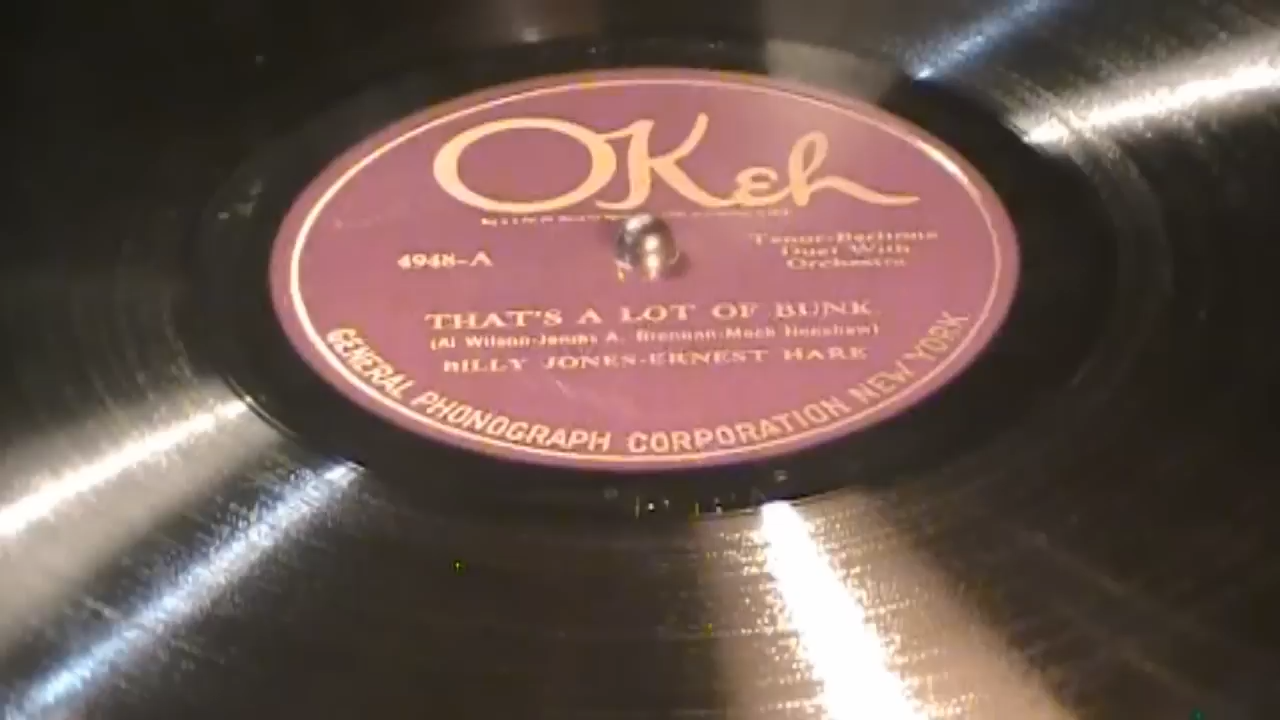 OKeh
4948-A
Tenor-Baritone
Duet With
Orchestra
THAT'S A LOT OF BUNK
(Al Wilson-James A. Brennan-Mack Henshaw)
BILLY JONES-ERNEST HARE
GENERAL PHONOGRAPH CORPORATION NEW YORK